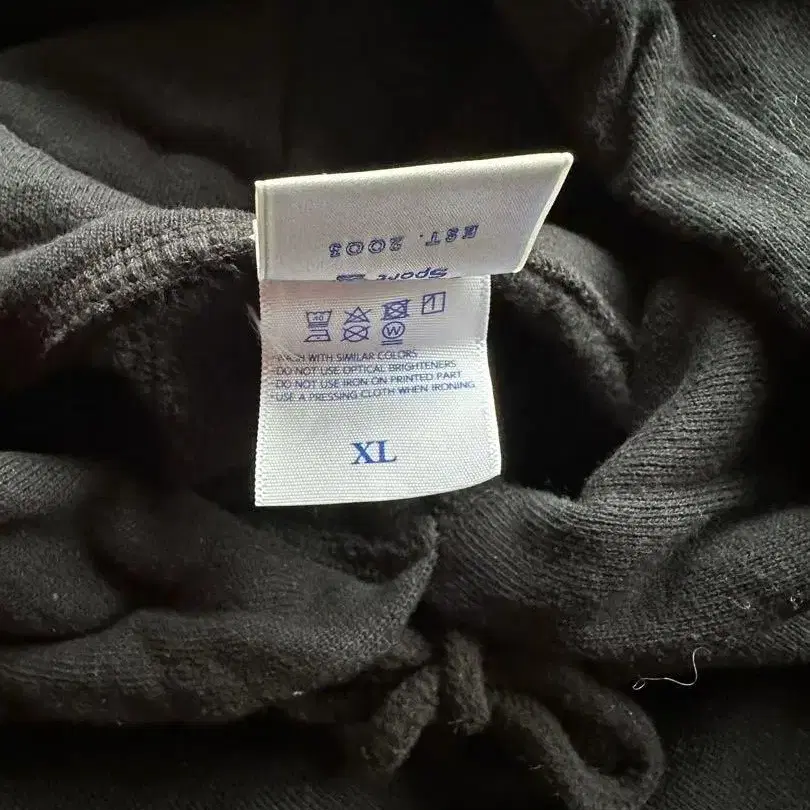 EST. 2003
Sport
WASH WITH SIMILAR COLORS
DO NOT USE OPTICAL BRIGHTENERS
DO NOT USE IRON ON PRINTED PART
USE A PRESSING CLOTH WHEN IRONING
XL